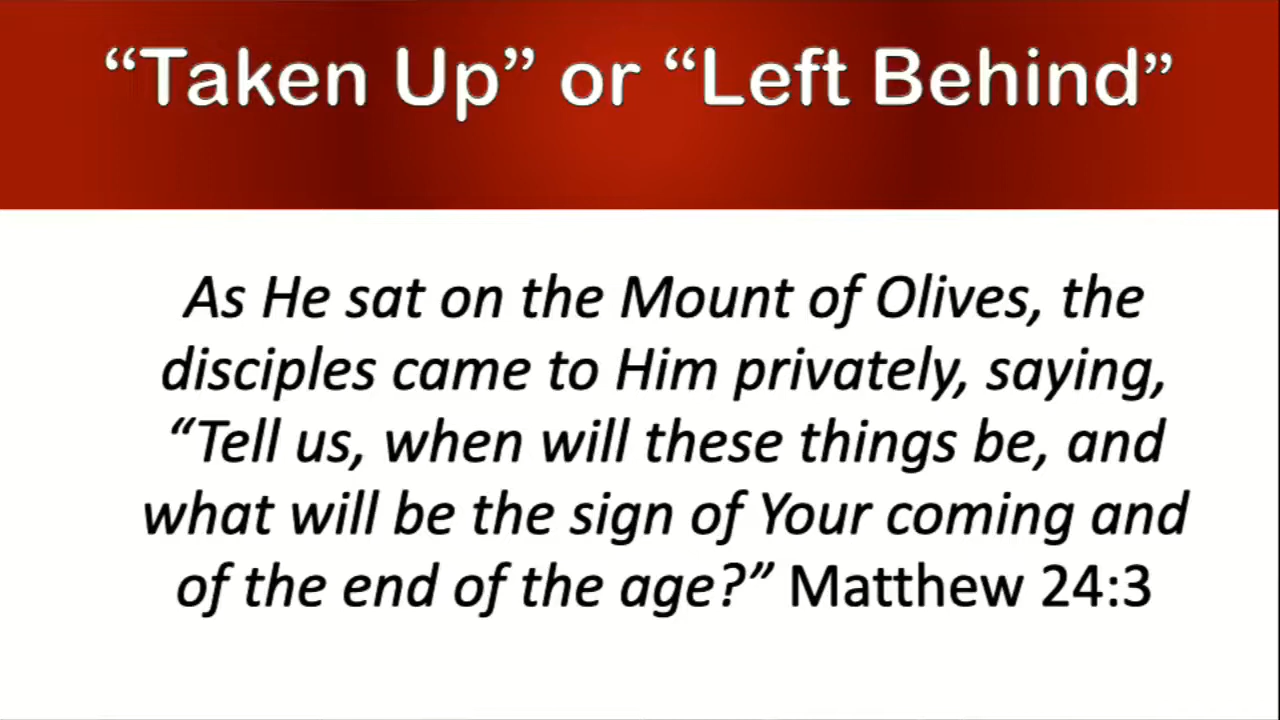 “Taken Up” or “Left Behind”
As He sat on the Mount of Olives, the
disciples came to Him privately, saying,
“Tell us, when will these things be, and
what will be the sign of Your coming and
of the end of the age?” Matthew 24:3